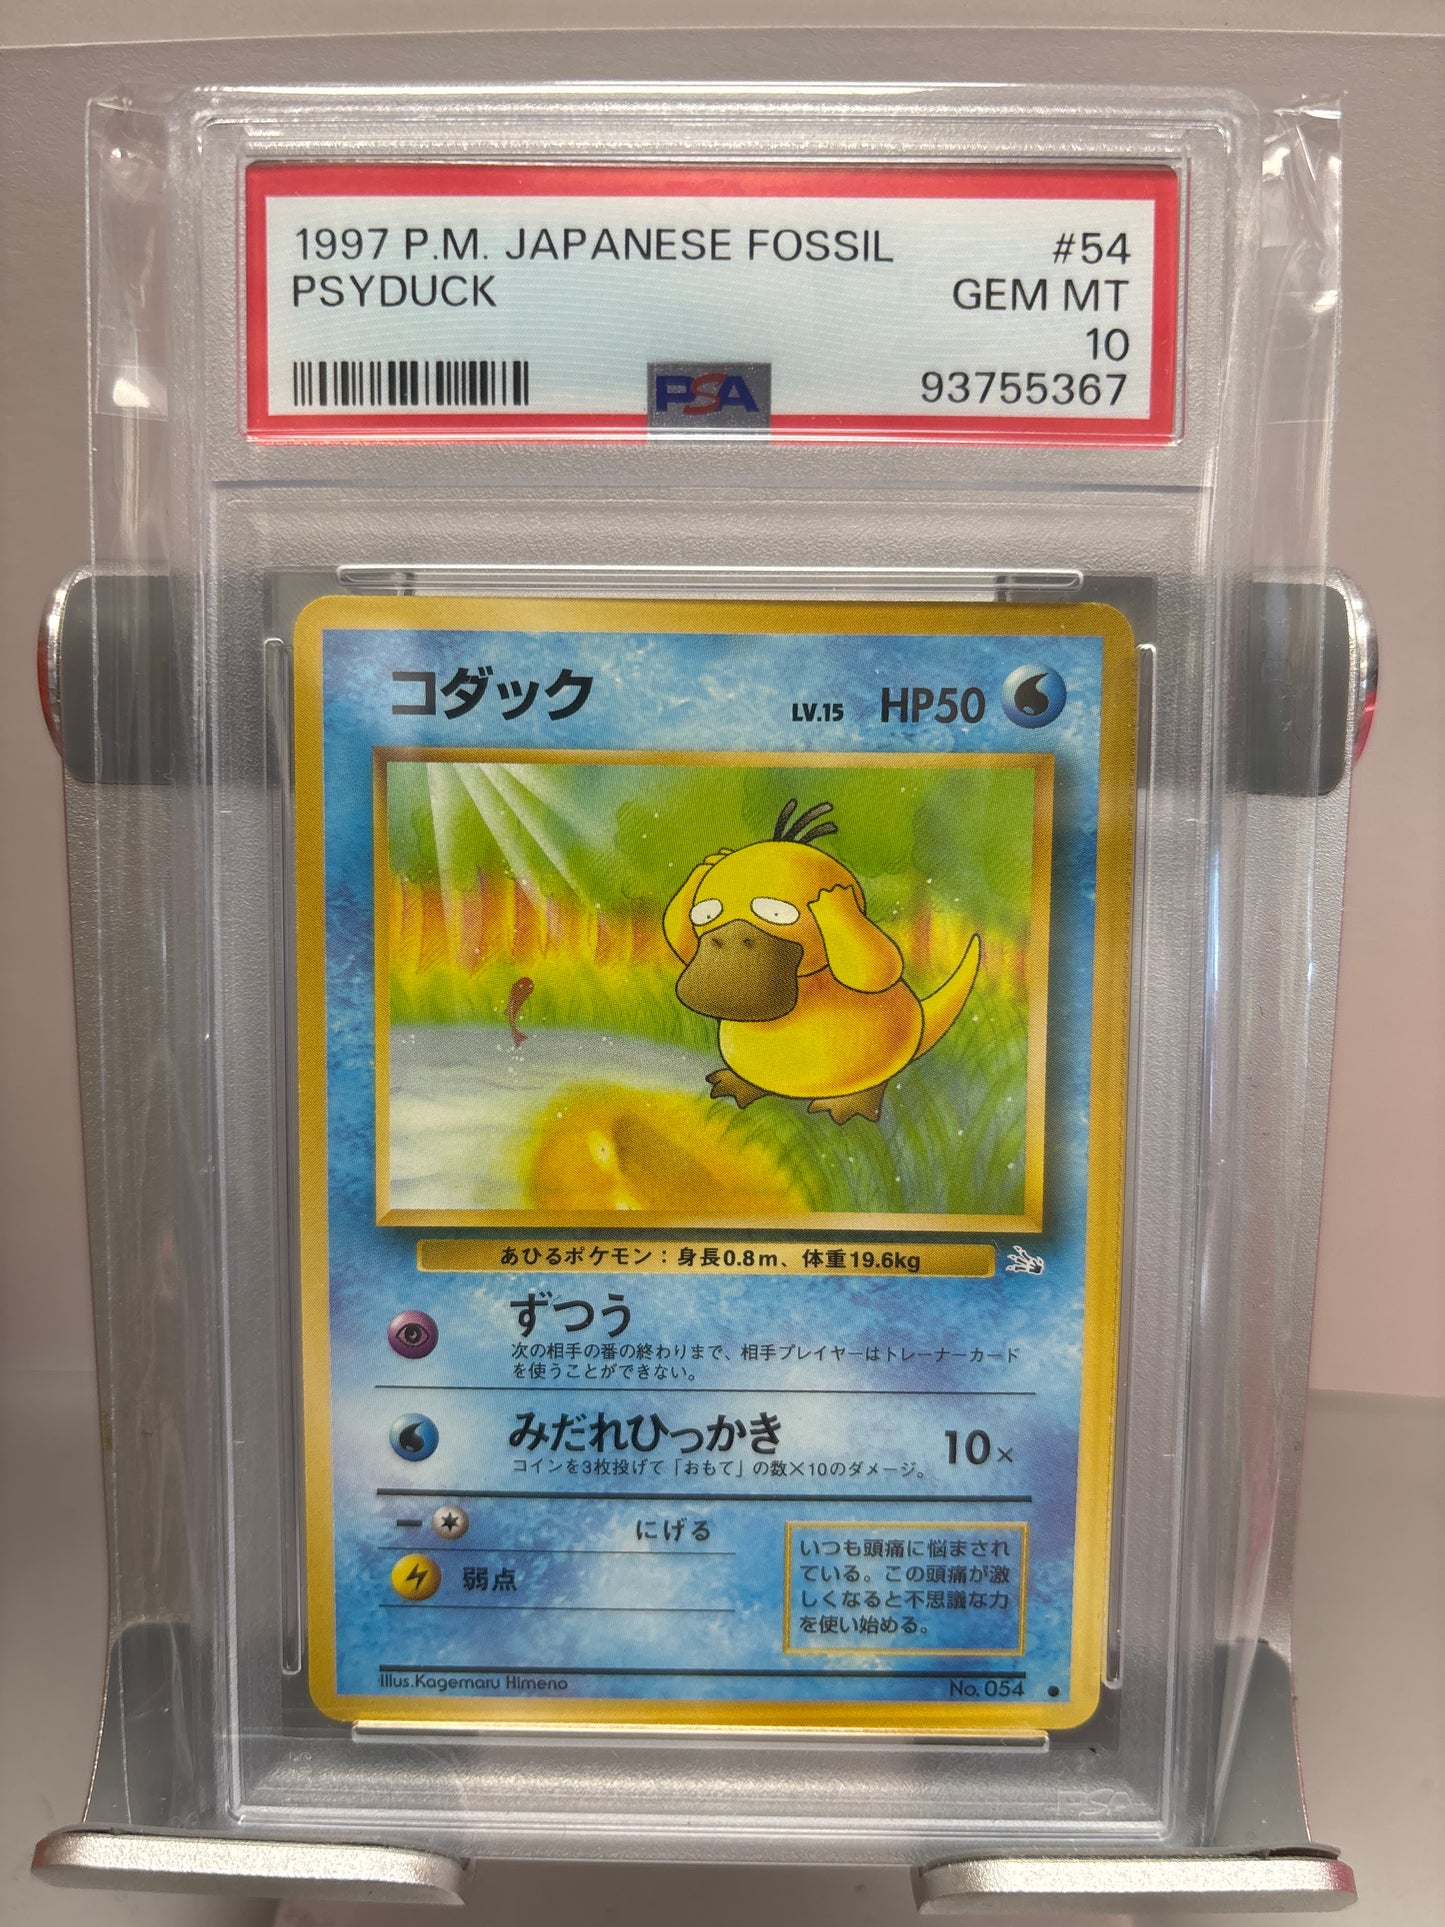 1997 P.M. JAPANESE FOSSIL #54
PSYDUCK GEM MT
10
PSA 93755367
コダック LV.15 HP50
あひるポケモン：身長0.8m、体重19.6kg
ずつう
次の相手の番の終わりまで、相手プレイヤーはトレーナーカード
を使うことができない。
みだれひっかき 10×
コインを3枚投げて「おもて」の数×10のダメージ。
にげる
弱点
いつも頭痛に悩まされ
ている。この頭痛が激
しくなると不思議な力
を使い始める。
Illus.Kagemaru Himeno No. 054
PSA